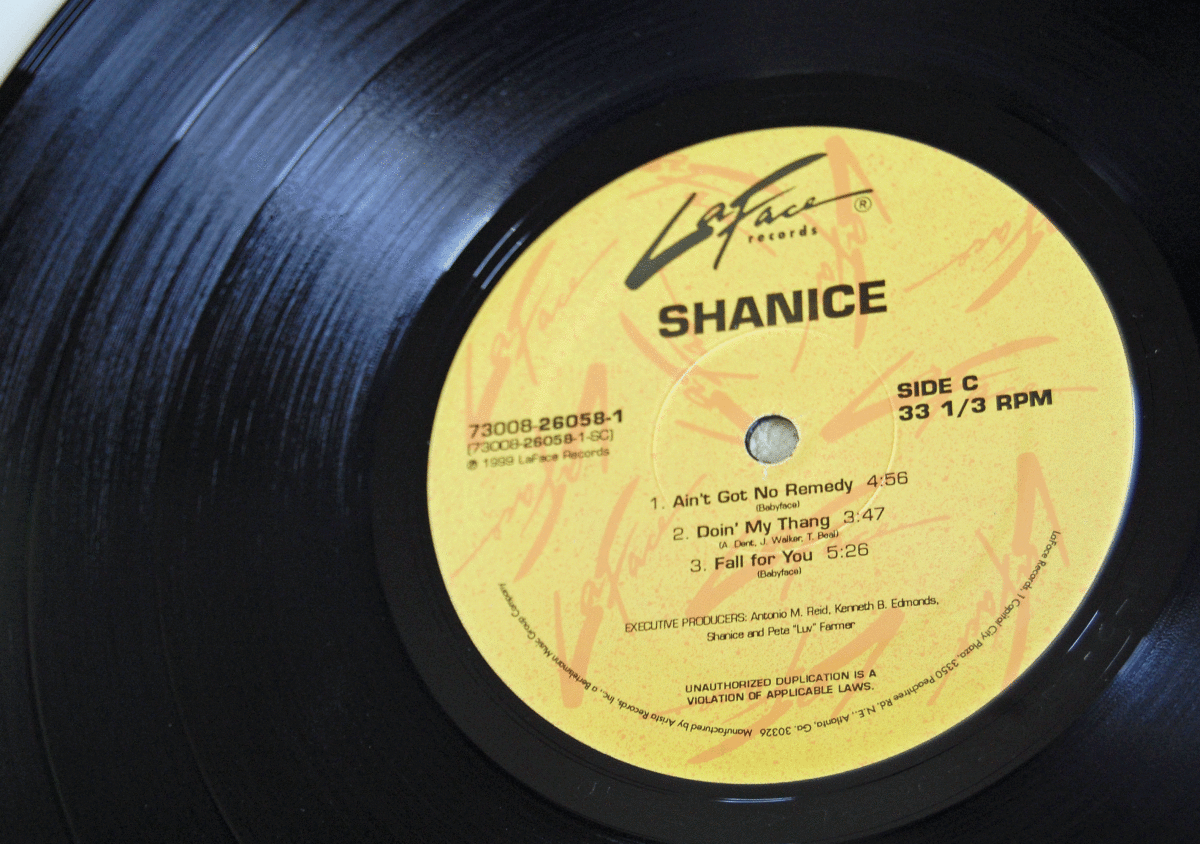 LaFace ®
records
SHANICE
SIDE C
33 1/3 RPM
73008-26058-1
[73008-26058-1-SC]
℗ 1999 LaFace Records
1. Ain't Got No Remedy 4:56
(Babyface)
2. Doin' My Thang 3:47
(A. Dent, J. Walker, T. Beal)
3. Fall for You 5:26
(Babyface)
EXECUTIVE PRODUCERS: Antonio M. Reid, Kenneth B. Edmonds,
Shanice and Pete "Luv" Farmer
UNAUTHORIZED DUPLICATION IS A
VIOLATION OF APPLICABLE LAWS.
LaFace Records, 1 Capital City Plaza, 3350 Peachtree Rd. N.E., Atlanta, Ga. 30326 Manufactured by Arista Records, Inc., a Bertelsmann Music Group Company